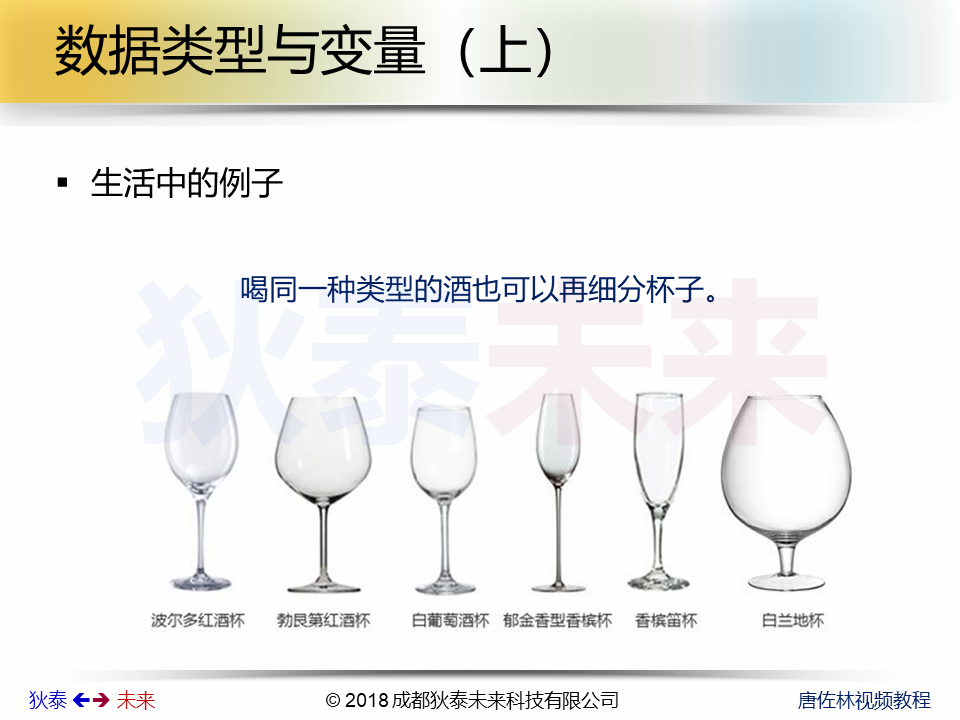 数据类型与变量（上）
▪ 生活中的例子
喝同一种类型的酒也可以再细分杯子。
狄泰未来
波尔多红酒杯 勃艮第红酒杯 白葡萄酒杯 郁金香型香槟杯 香槟笛杯 白兰地杯
狄泰 未来 © 2018 成都狄泰未来科技有限公司 唐佐林视频教程